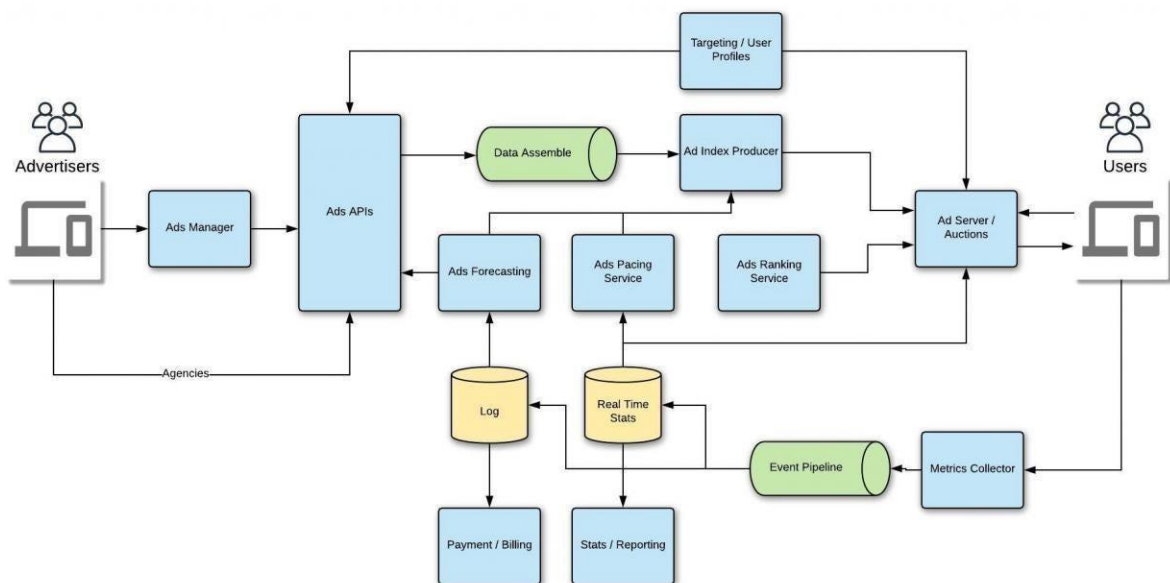 Targeting / User
Profiles
Advertisers
Users
Data Assemble
Ad Index Producer
Ads Manager
Ads APIs
Ad Server /
Auctions
Ads Forecasting
Ads Pacing
Service
Ads Ranking
Service
Agencies
Log
Real Time
Stats
Event Pipeline
Metrics Collector
Payment / Billing
Stats / Reporting